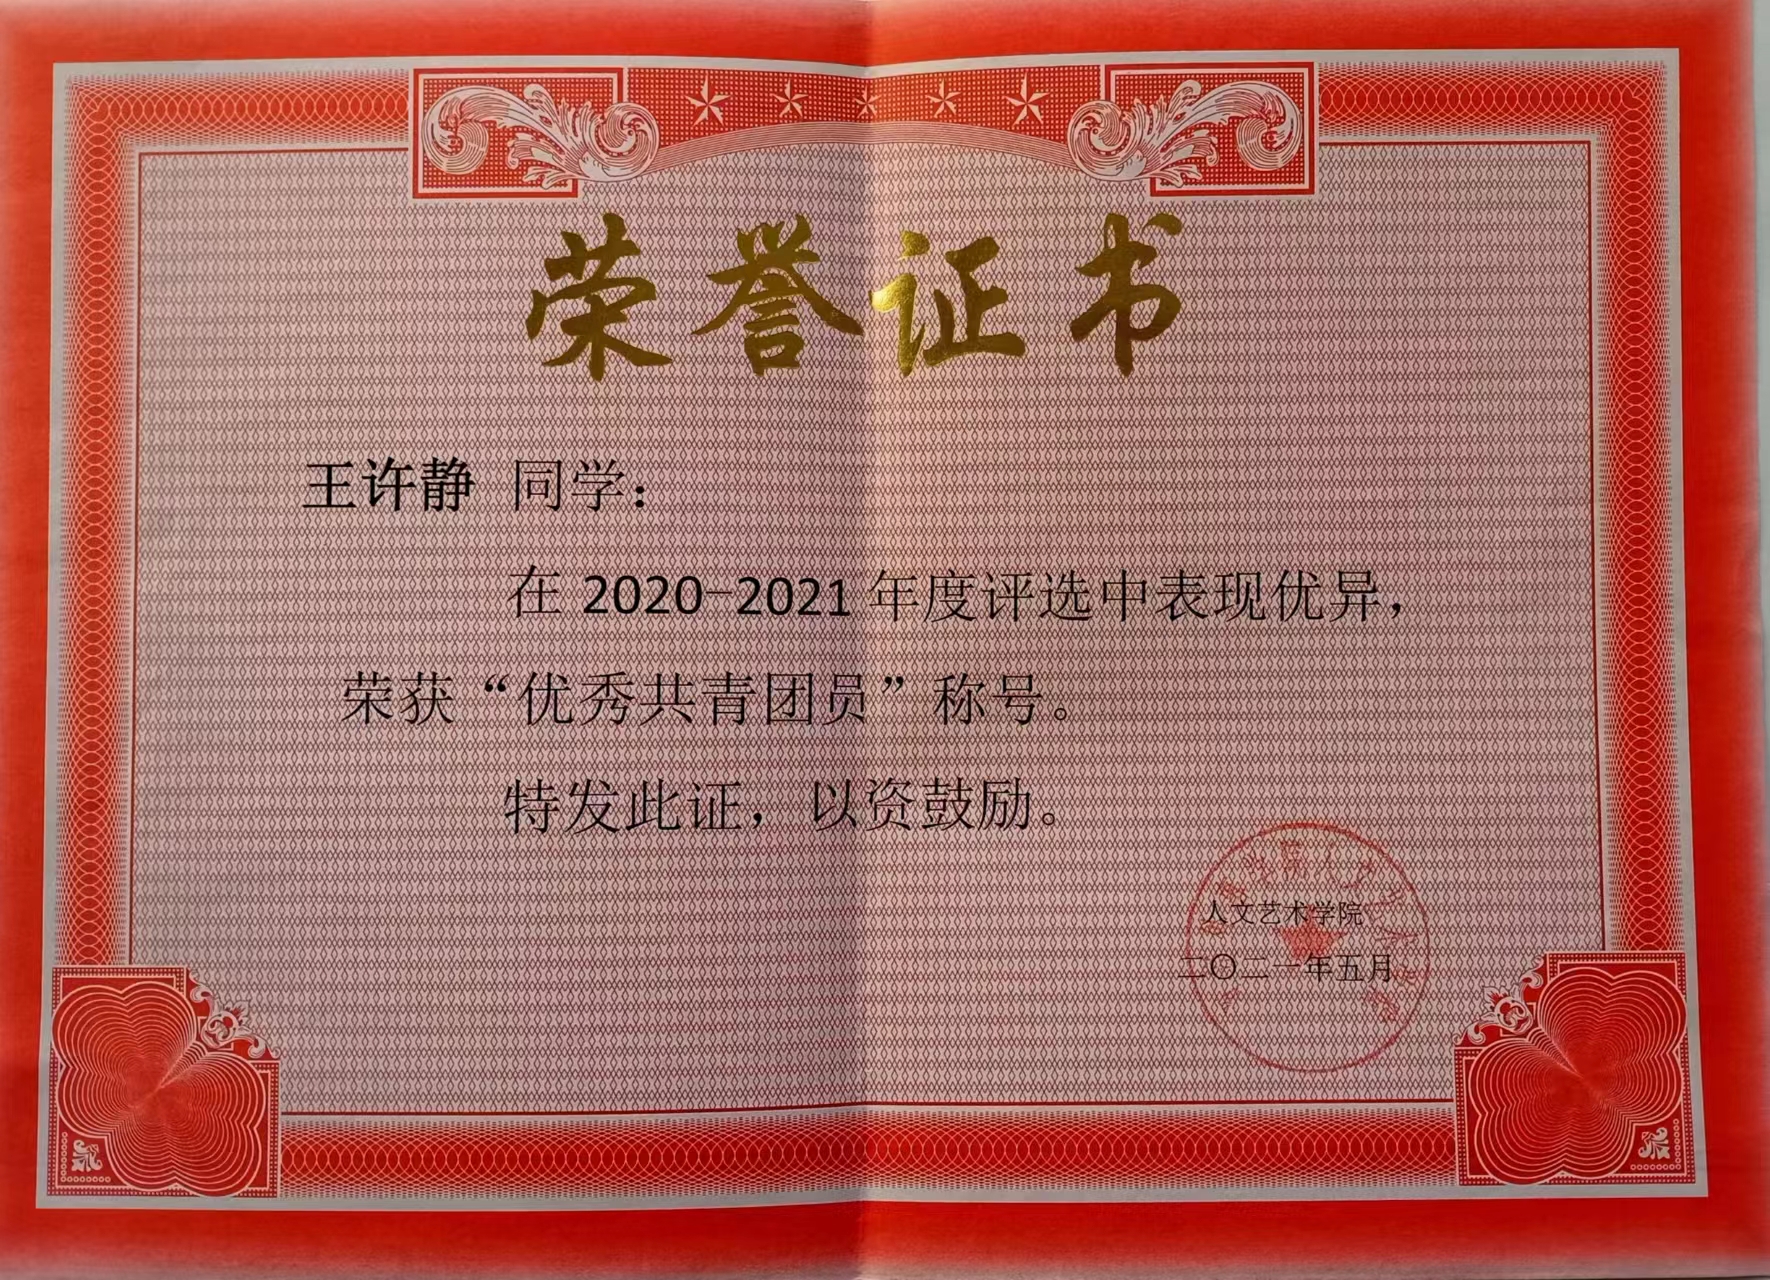 荣誉证书
王许静 同学：
在 2020-2021 年度评选中表现优异，
荣获“优秀共青团员”称号。
特发此证，以资鼓励。
人文艺术学院
二〇二一年五月